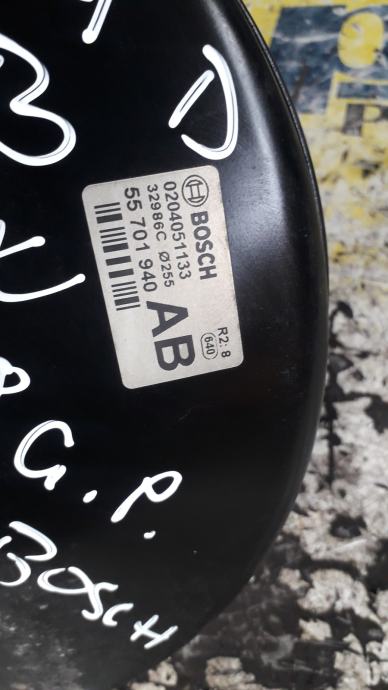 D
B
BOSCH
0204051133
32986C Ø255
55 701 940
AB
R2: 8
640
G.P.
BOSCH